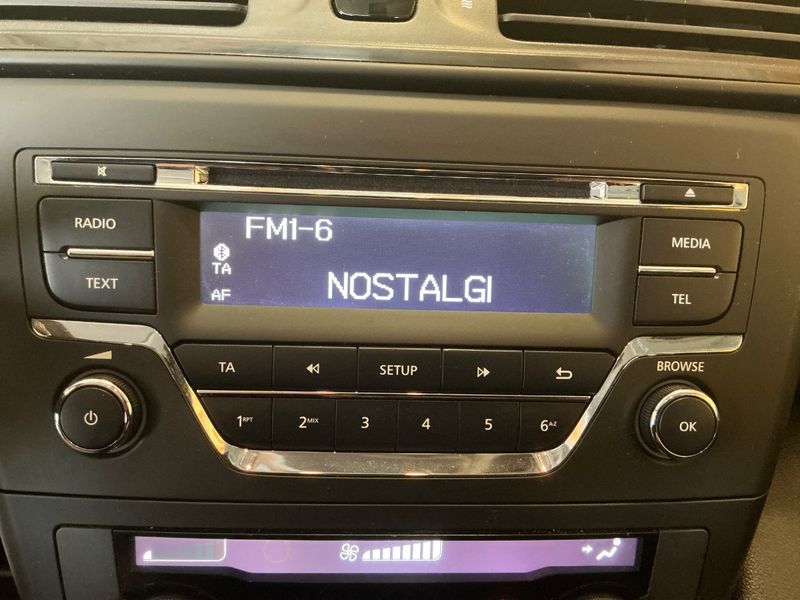 RADIO
TEXT
FM1-6
TA
AF
NOSTALGI
MEDIA
TEL
TA
SETUP
BROWSE
1RPT
2MIX
3
4
5
6A-Z
OK